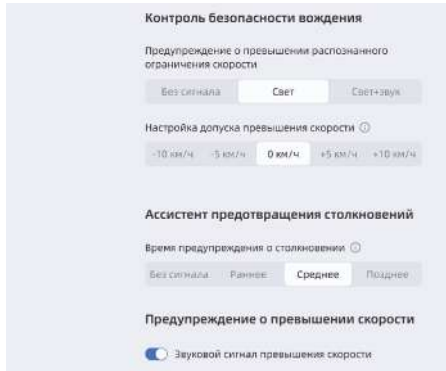 Контроль безопасности вождения
Предупреждение о превышении распознанного
ограничения скорости
Без сигнала Свет Свет+звук
Настройка допуска превышения скорости
-10 км/ч -5 км/ч 0 км/ч +5 км/ч +10 км/ч
Ассистент предотвращения столкновений
Время предупреждения о столкновении
Без сигнала Раннее Среднее Позднее
Предупреждение о превышении скорости
Звуковой сигнал превышения скорости